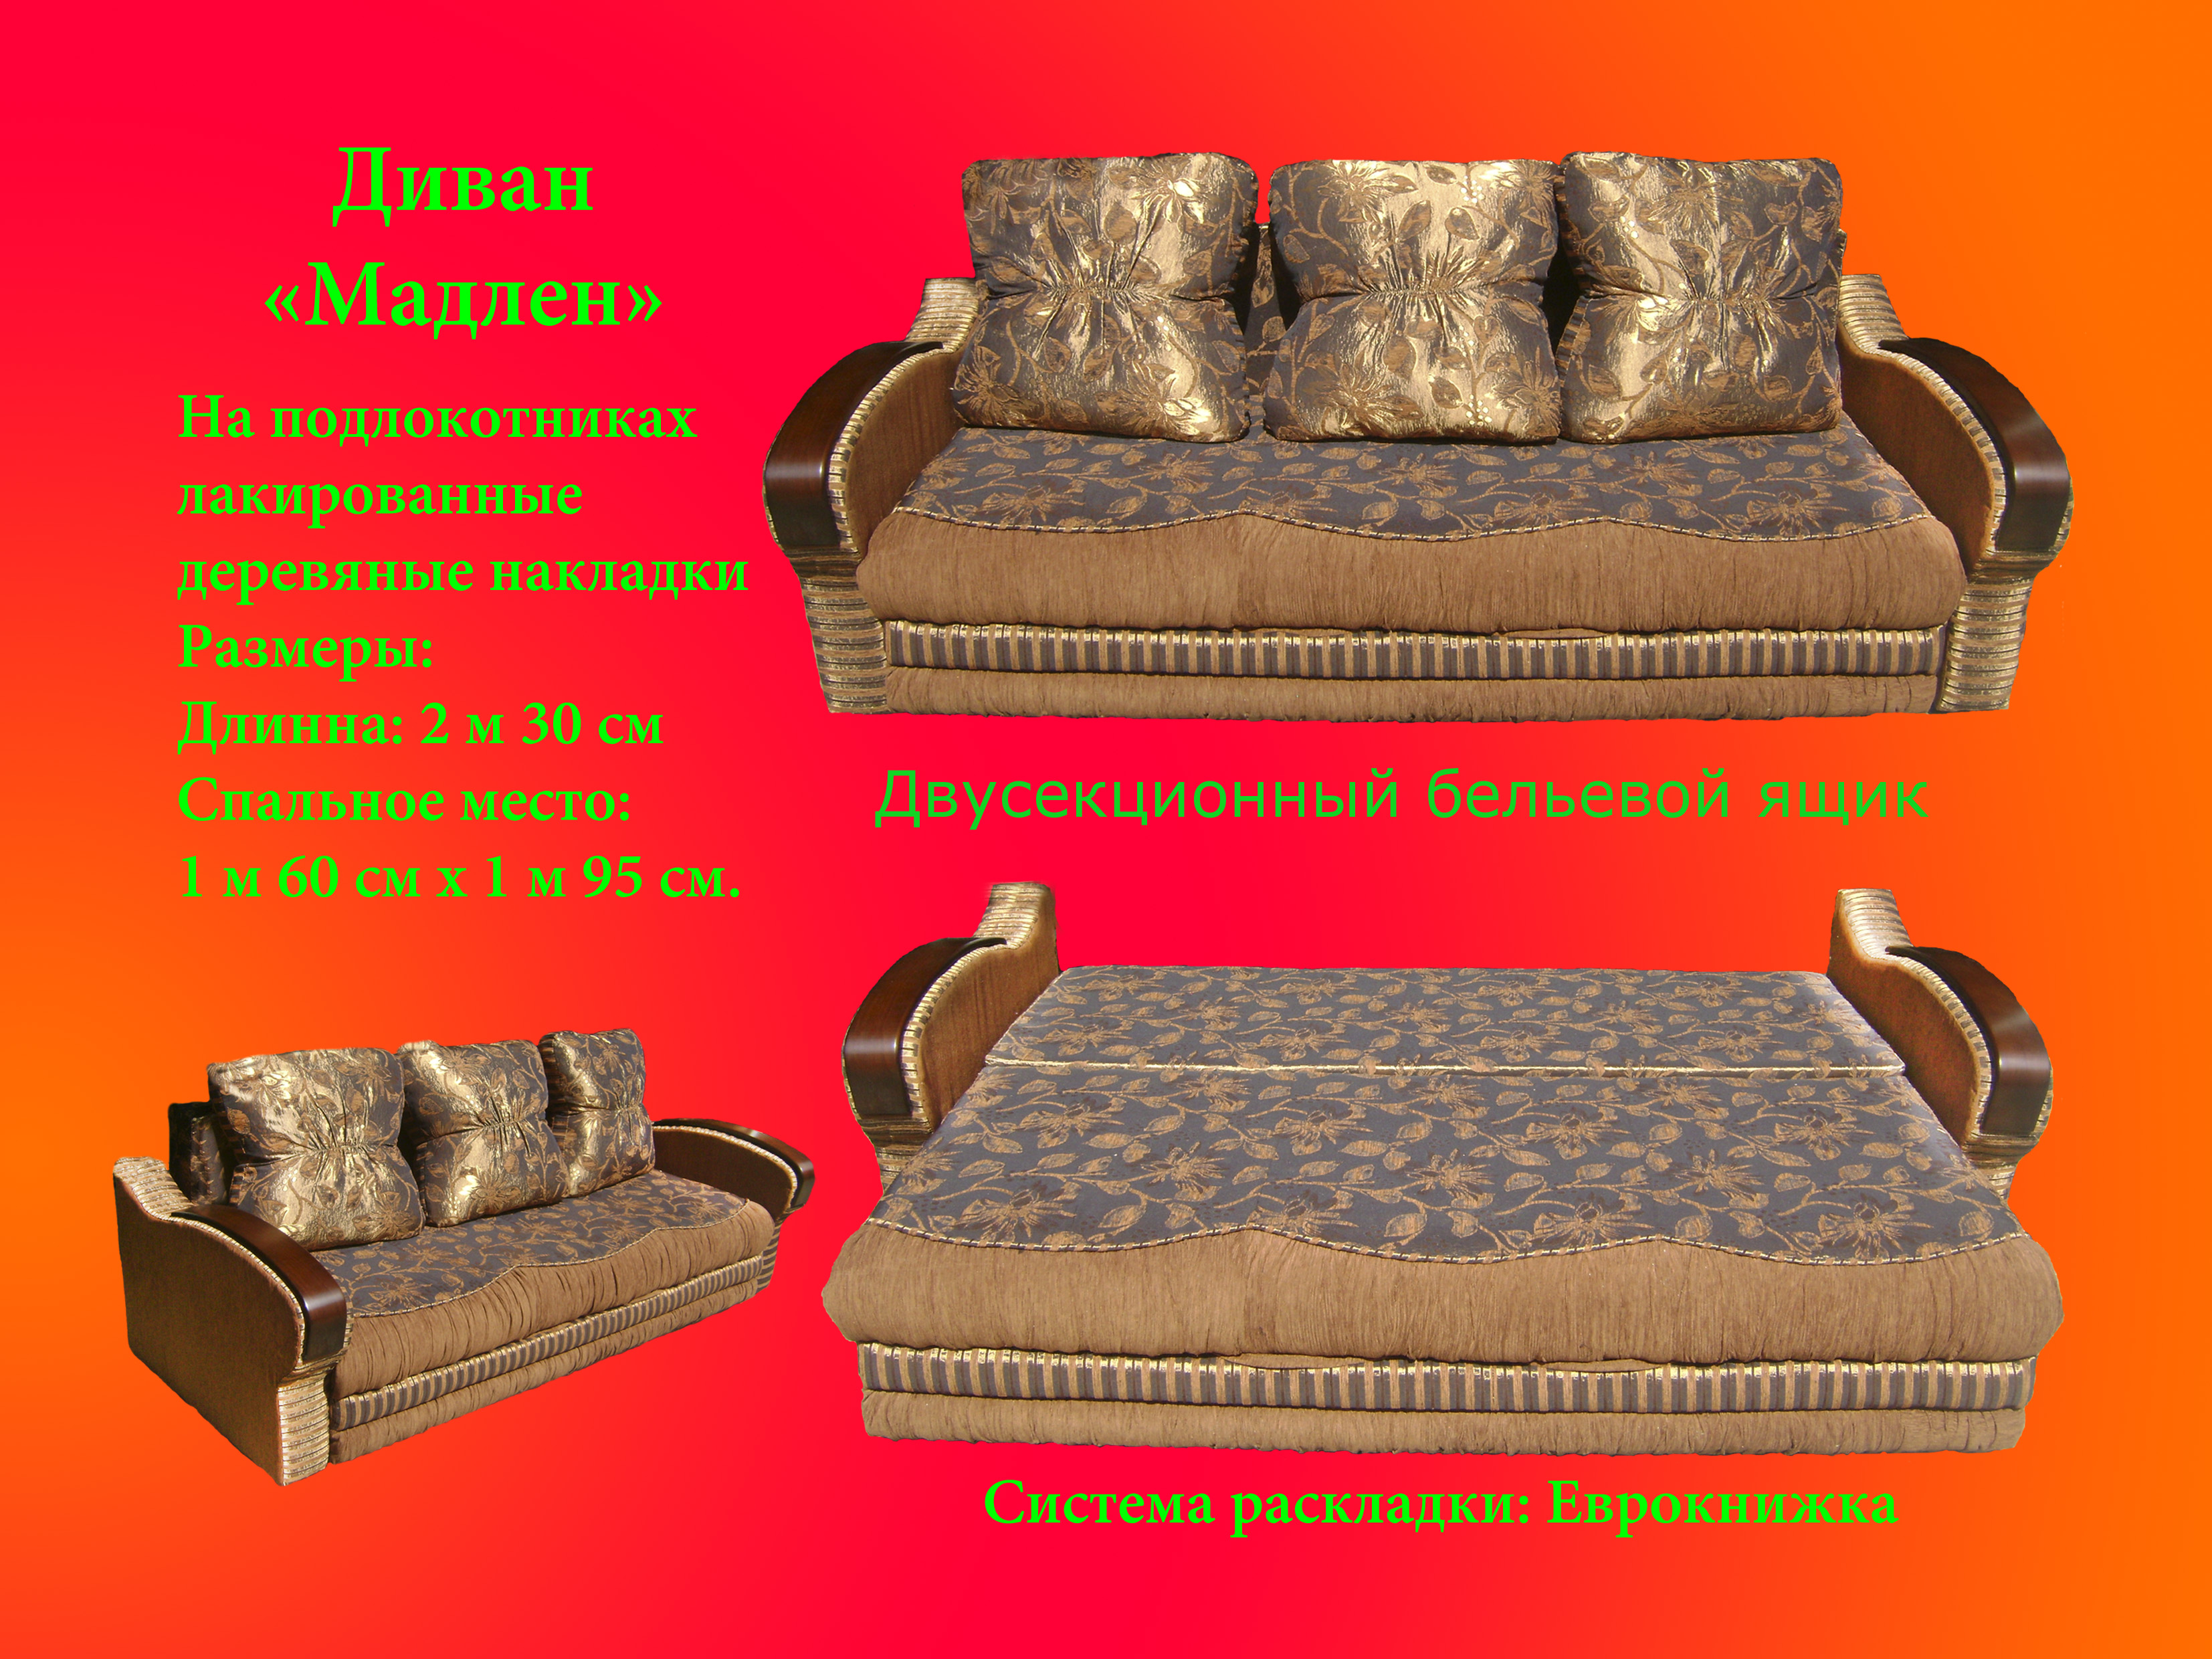 Диван
«Мадлен»
На подлокотниках
лакированные
деревяные накладки
Размеры:
Длинна: 2 м 30 см
Спальное место:
1 м 60 см х 1 м 95 см.
Двусекционный бельевой ящик
Система раскладки: Еврокнижка